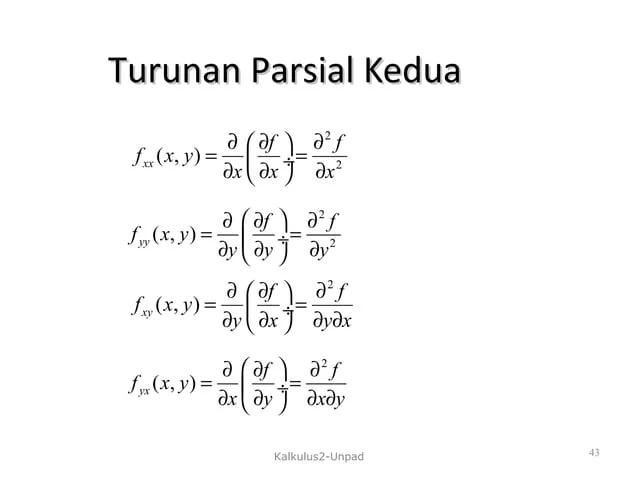 Turunan Parsial Kedua
f_xx (x, y) = ∂/∂x (∂f/∂x)÷ = ∂²f/∂x²
f_yy (x, y) = ∂/∂y (∂f/∂y)÷ = ∂²f/∂y²
f_xy (x, y) = ∂/∂y (∂f/∂x)÷ = ∂²f/∂y∂x
f_yx (x, y) = ∂/∂x (∂f/∂y)÷ = ∂²f/∂x∂y
Kalkulus2-Unpad
43